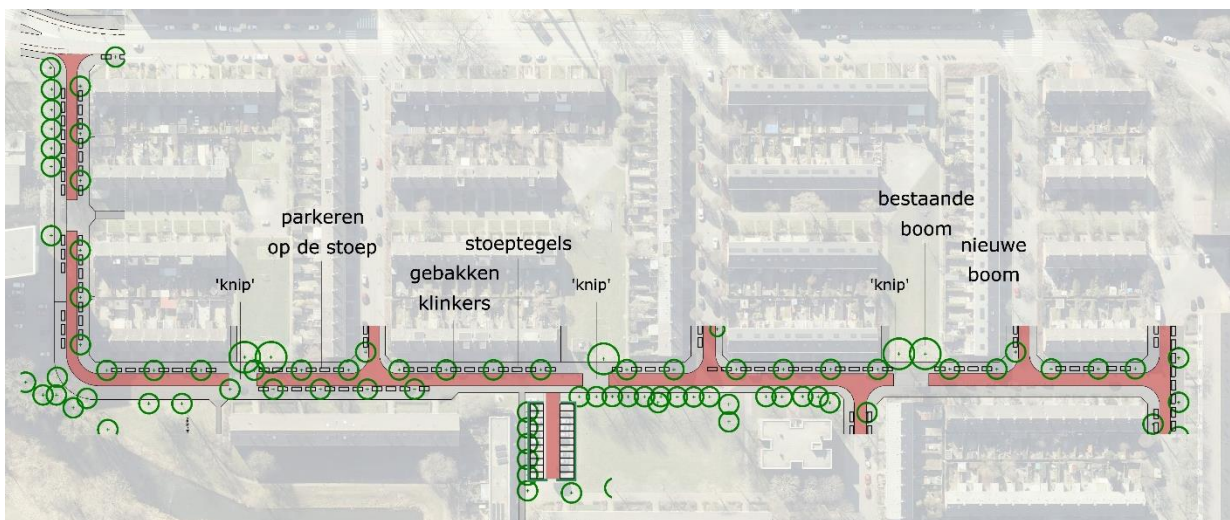 parkeren
op de stoep
'knip'
stoeptegels
gebakken
klinkers
'knip'
bestaande
boom
nieuwe
boom
'knip'